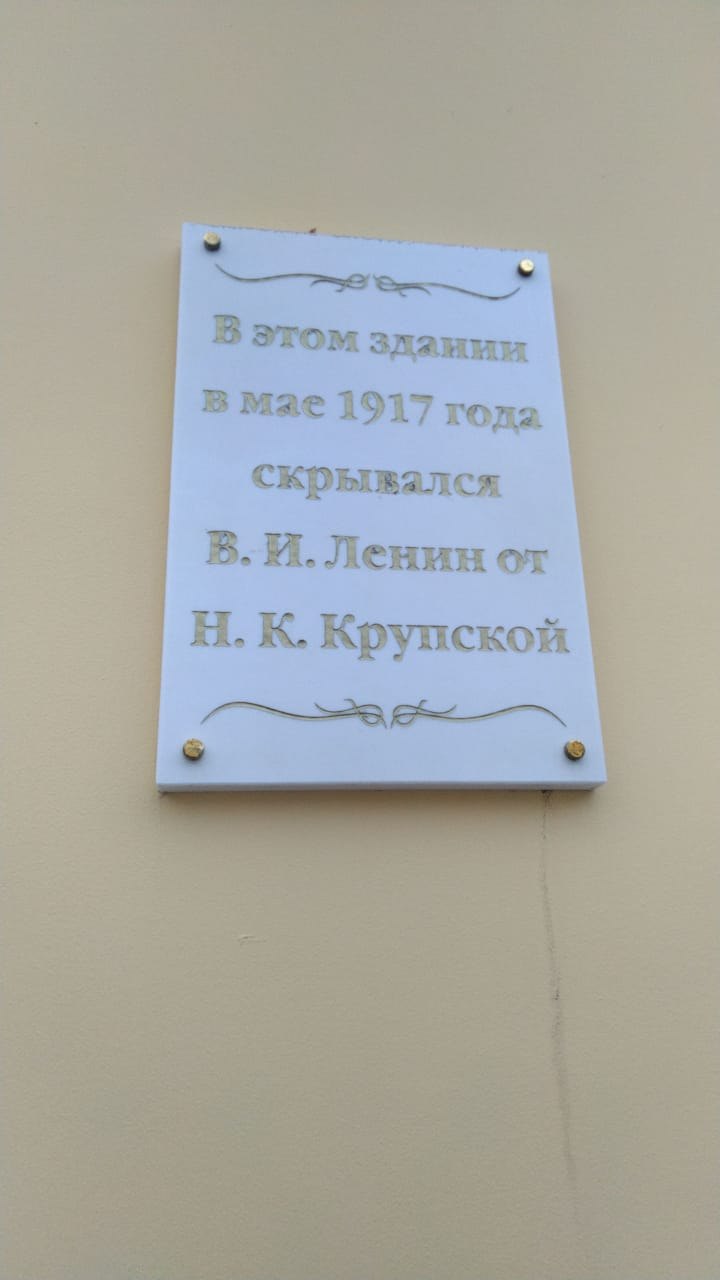 В этом здании
в мае 1917 года
скрывался
В. И. Ленин от
Н. К. Крупской